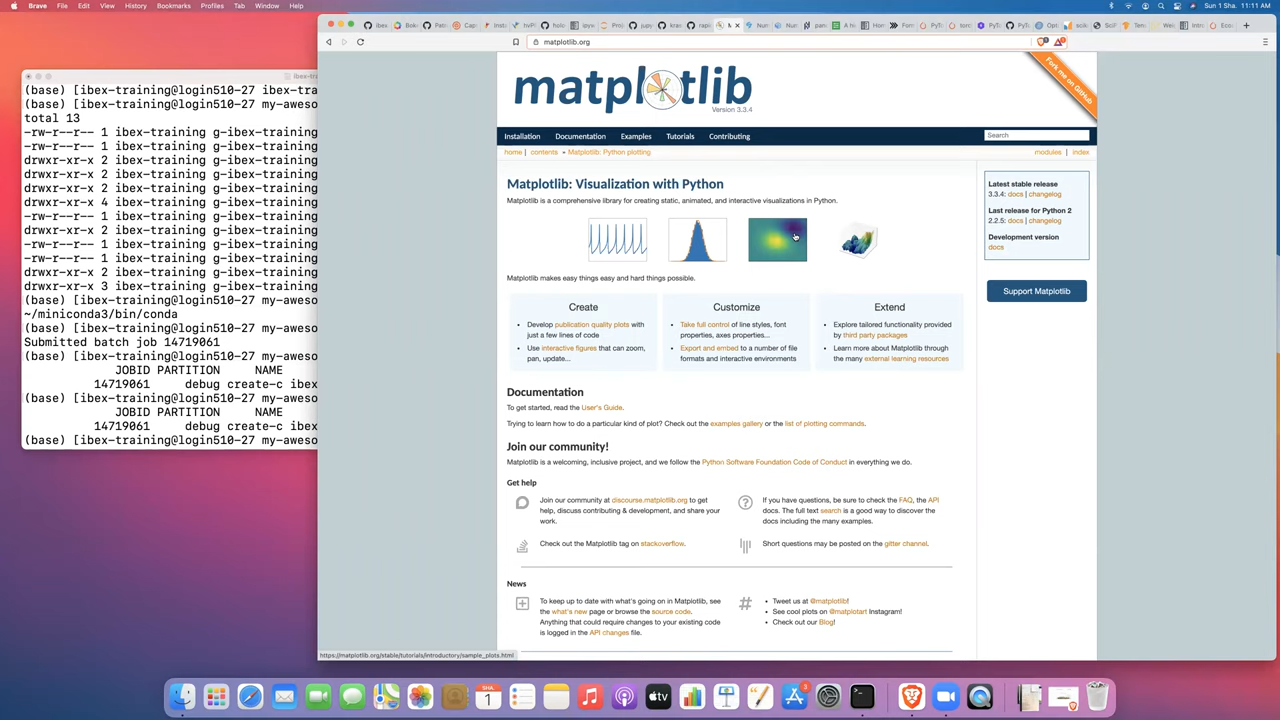 Brave File Edit View History Bookmarks Profiles Tab Window Help
Sun 1 Sha. 11:11 AM
ibex-tra
(base) [ibex-training@login510-27 ibex-tra
(base) [ibex-training@login510-27 my-aweso
total 13
-rw-r--r-- 1 ibex-training g-ibex-training
-rw-r--r-- 1 ibex-training g-ibex-training
drwxr-xr-x 2 ibex-training g-ibex-training
drwxr-xr-x 2 ibex-training g-ibex-training
drwxr-xr-x 2 ibex-training g-ibex-training
drwxr-xr-x 4 ibex-training g-ibex-training
-rw-r--r-- 1 ibex-training g-ibex-training
-rw-r--r-- 1 ibex-training g-ibex-training
drwxr-xr-x 2 ibex-training g-ibex-training
-rw-r--r-- 1 ibex-training g-ibex-training
-rw-r--r-- 1 ibex-training g-ibex-training
-rw-r--r-- 1 ibex-training g-ibex-training
drwxr-xr-x 2 ibex-training g-ibex-training
drwxr-xr-x 3 ibex-training g-ibex-training
(base) [ibex-training@login510-27 my-aweso
~/miniconda3/bin/conda
(base) [ibex-training@login510-27 my-aweso
Submitted batch job 14719061
(base) [ibex-training@login510-27 my-aweso
JOBID PARTITION NAME
14719061 debug create-c ibex
(base) [ibex-training@login510-27 my-aweso
JOBID PARTITION NAME
14719061 debug create-c ibex
(base) [ibex-training@login510-27 my-aweso
matplotlib.org
matplotlib
Version 3.3.4
Fork me on GitHub
Installation Documentation Examples Tutorials Contributing
Search
home | contents » Matplotlib: Python plotting
modules | index
Matplotlib: Visualization with Python
Matplotlib is a comprehensive library for creating static, animated, and interactive visualizations in Python.
Matplotlib makes easy things easy and hard things possible.
Create
• Develop publication quality plots with
just a few lines of code
• Use interactive figures that can zoom,
pan, update...
Customize
• Take full control of line styles, font
properties, axes properties...
• Export and embed to a number of file
formats and interactive environments
Extend
• Explore tailored functionality provided
by third party packages
• Learn more about Matplotlib through
the many external learning resources
Documentation
To get started, read the User's Guide.
Trying to learn how to do a particular kind of plot? Check out the examples gallery or the list of plotting commands.
Join our community!
Matplotlib is a welcoming, inclusive project, and we follow the Python Software Foundation Code of Conduct in everything we do.
Get help
Join our community at discourse.matplotlib.org to get
help, discuss contributing & development, and share your
work.
If you have questions, be sure to check the FAQ, the API
docs. The full text search is a good way to discover the
docs including the many examples.
Check out the Matplotlib tag on stackoverflow.
Short questions may be posted on the gitter channel.
News
To keep up to date with what's going on in Matplotlib, see
the what's new page or browse the source code.
Anything that could require changes to your existing code
is logged in the API changes file.
• Tweet us at @matplotlib!
• See cool plots on @matplotart Instagram!
• Check out our Blog!
Latest stable release
3.3.4: docs | changelog
Last release for Python 2
2.2.5: docs | changelog
Development version
docs
Support Matplotlib
https://matplotlib.org/stable/tutorials/introductory/sample_plots.html
SHA.
1
3
tv